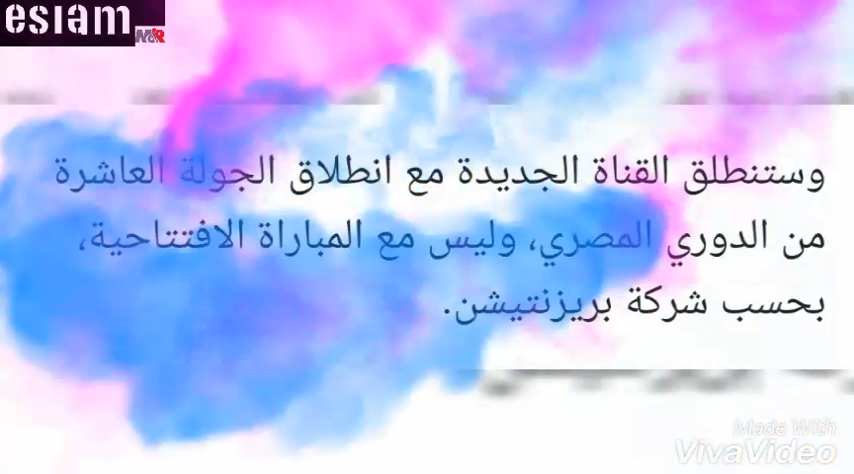 esiam
M&R
وستنطلق القناة الجديدة مع انطلاق الجولة العاشرة
من الدوري المصري، وليس مع المباراة الافتتاحية،
بحسب شركة بريزنتيشن.
Made With
VivaVideo